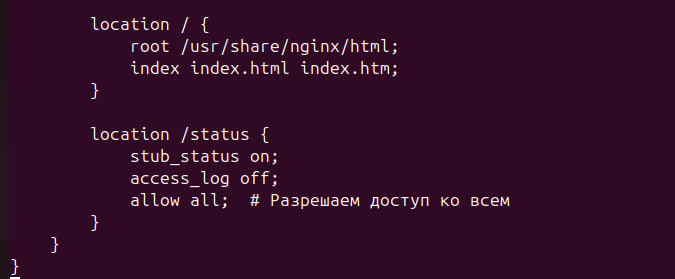 location / {
root /usr/share/nginx/html;
index index.html index.htm;
}
location /status {
stub_status on;
access_log off;
allow all;  # Разрешаем доступ ко всем
}
}
}